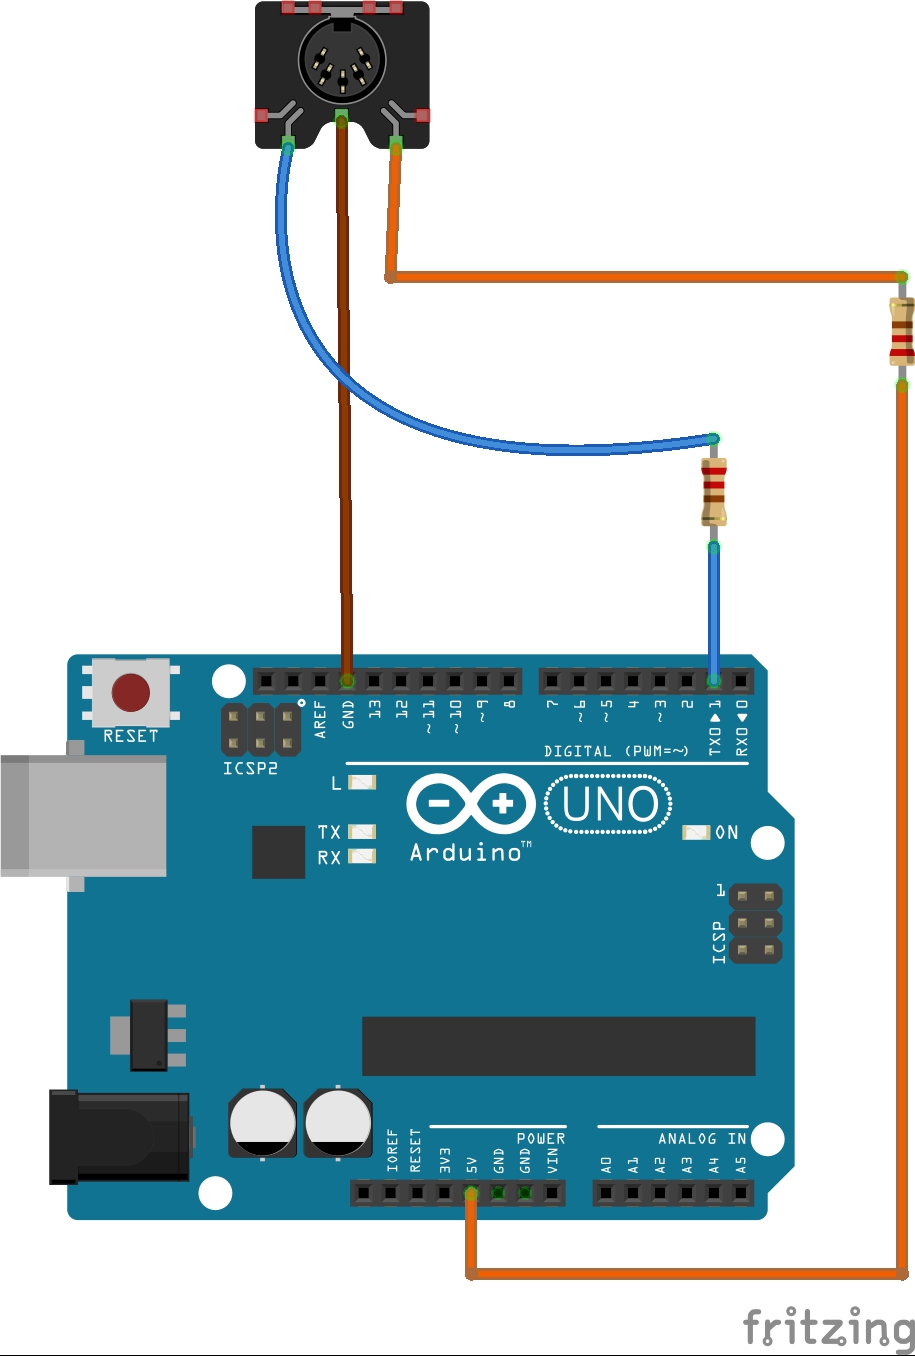 RESET
ICSP2
AREF
GND
13
12
~11
~10
~9
8
7
~6
~5
4
~3
2
TX0▶1
RX0◀0
DIGITAL (PWM=~)
L
TX
RX
Arduino™
UNO
ON
1
ICSP
POWER
ANALOG IN
IOREF
RESET
3V3
5V
GND
GND
VIN
A0
A1
A2
A3
A4
A5
fritzing